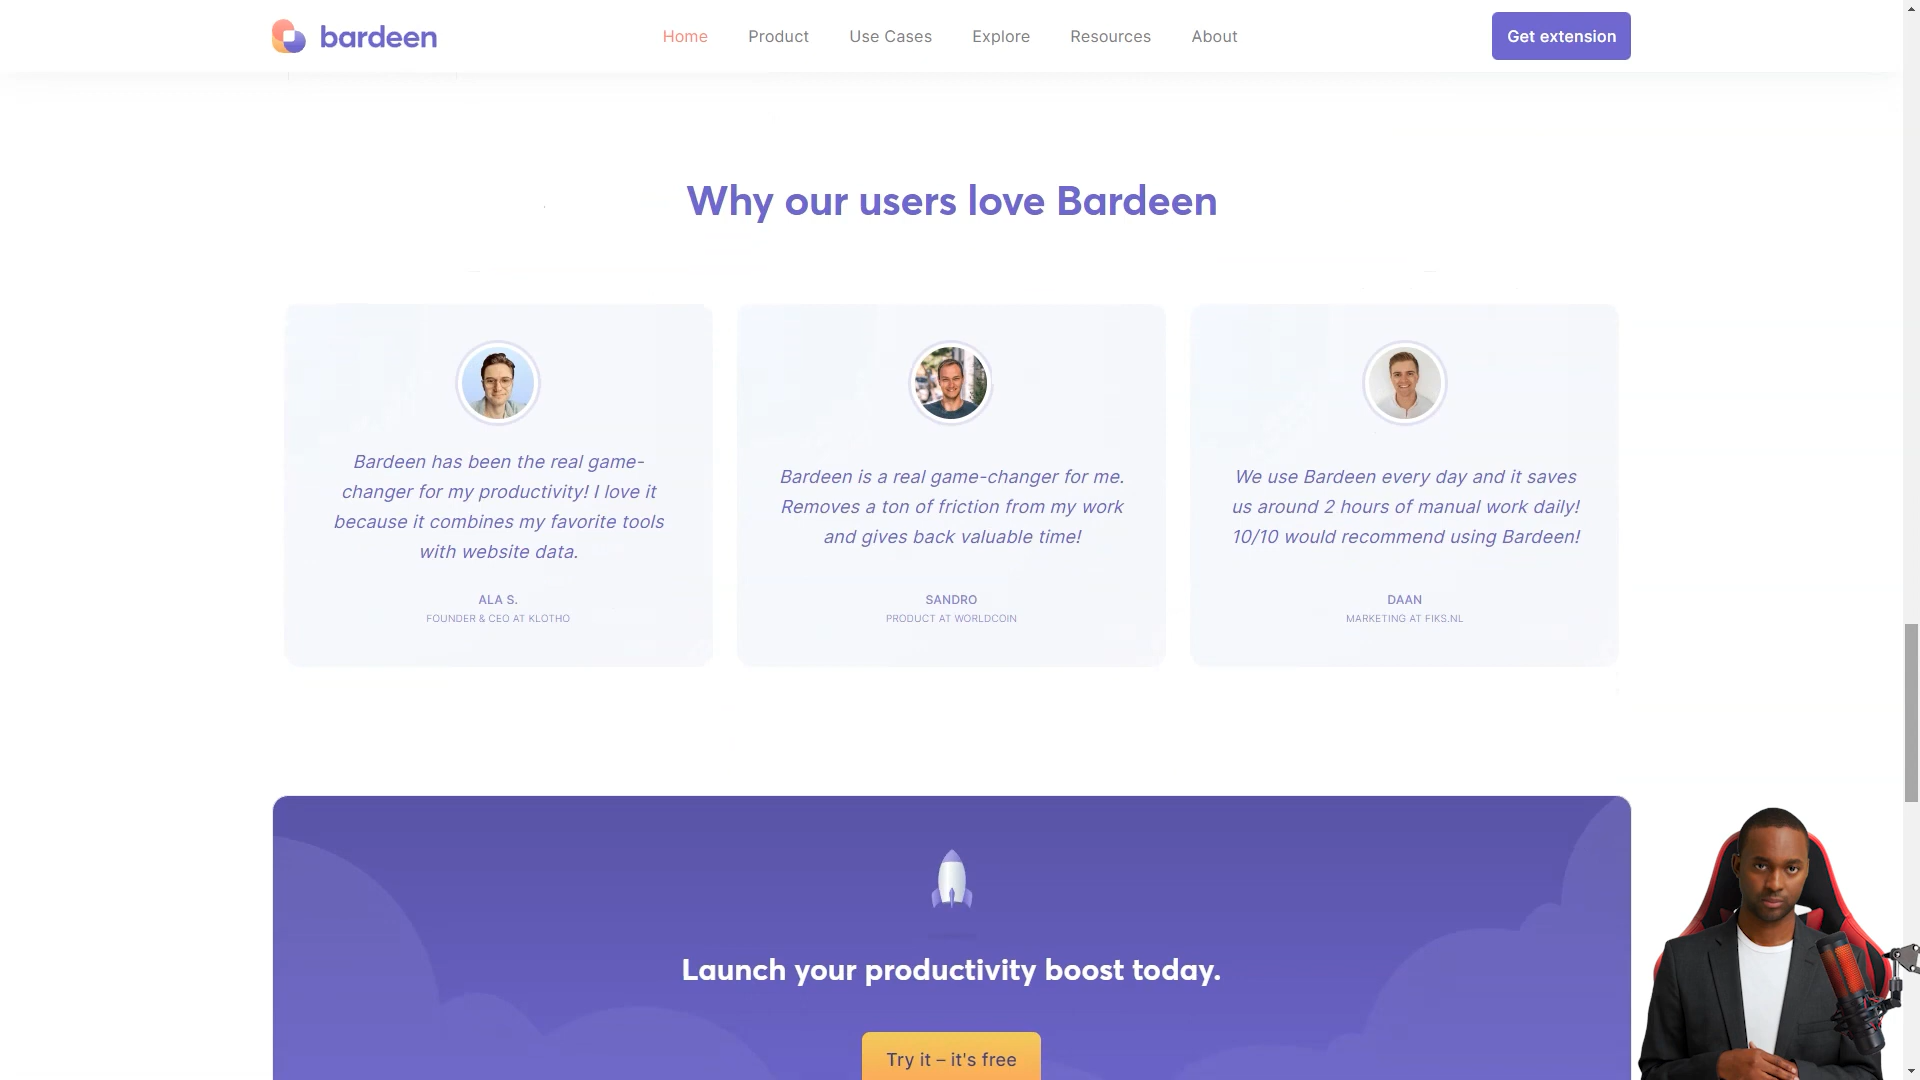 bardeen
Home Product Use Cases Explore Resources About
Get extension
Why our users love Bardeen
Bardeen has been the real game-
changer for my productivity! I love it
because it combines my favorite tools
with website data.
ALA S.
FOUNDER & CEO AT KLOTHO
Bardeen is a real game-changer for me.
Removes a ton of friction from my work
and gives back valuable time!
SANDRO
PRODUCT AT WORLDCOIN
We use Bardeen every day and it saves
us around 2 hours of manual work daily!
10/10 would recommend using Bardeen!
DAAN
MARKETING AT FIKS.NL
Launch your productivity boost today.
Try it – it's free